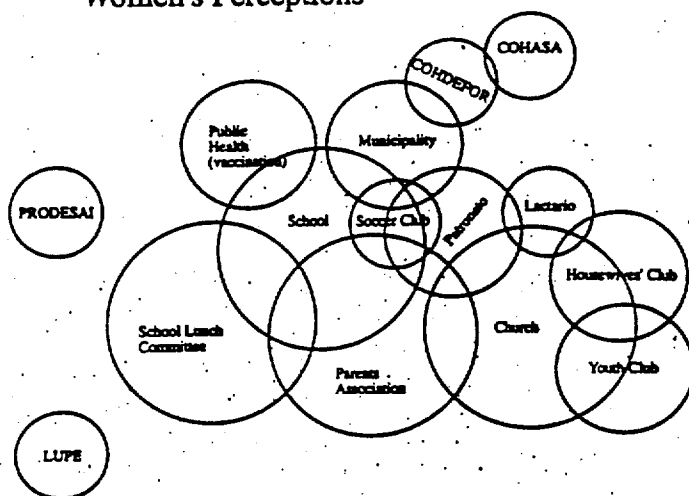 Women's Perceptions
COHASA
COHDEFOR
Public
Health
(vaccination)
Municipality
PRODESAI
School
Soccer Club
Patronato
Lactario
Housewives' Club
School Lunch
Committee
Church
Parents
Association
Youth Club
LUPE